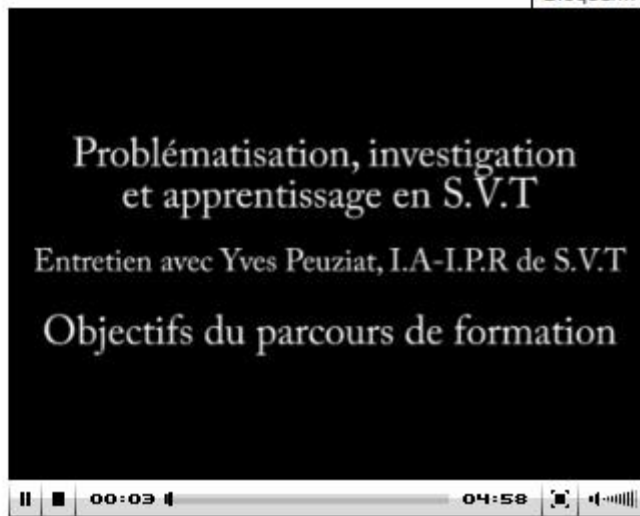 Problématisation, investigation
et apprentissage en S.V.T
Entretien avec Yves Peuziat, I.A-I.P.R de S.V.T
Objectifs du parcours de formation
00:03 04:58